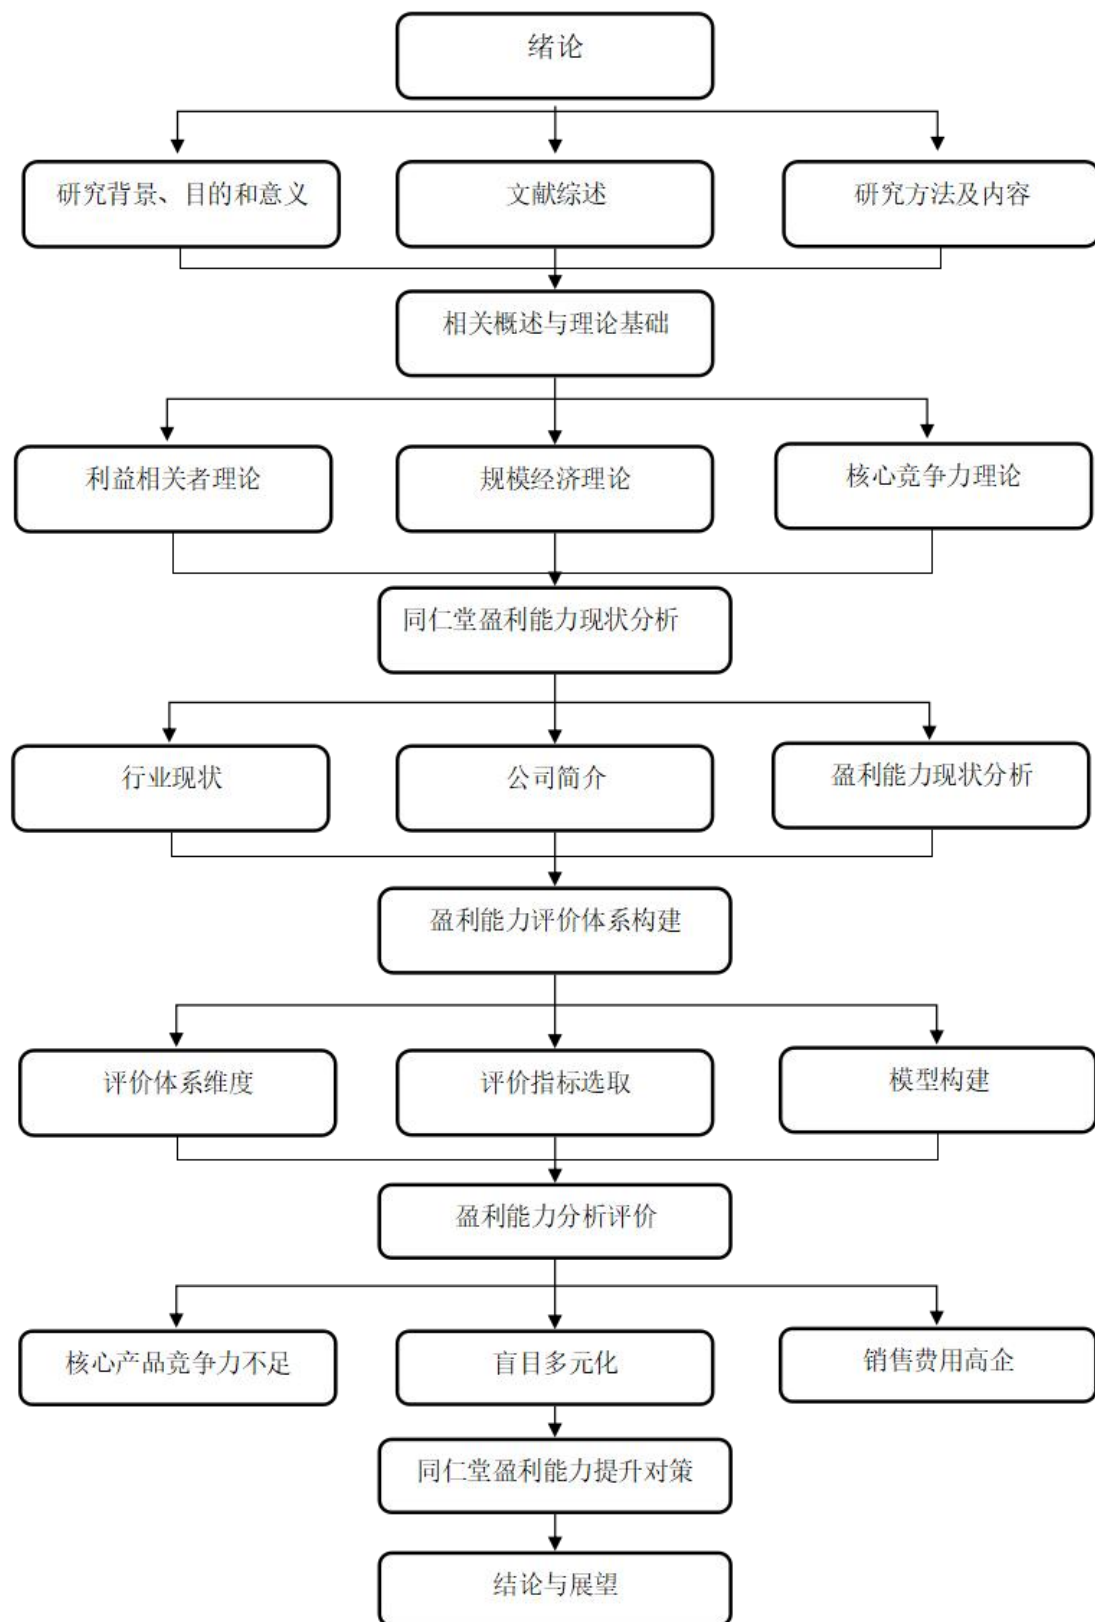 绪论
研究背景、目的和意义
文献综述
研究方法及内容
相关概述与理论基础
利益相关者理论
规模经济理论
核心竞争力理论
同仁堂盈利能力现状分析
行业现状
公司简介
盈利能力现状分析
盈利能力评价体系构建
评价体系维度
评价指标选取
模型构建
盈利能力分析评价
核心产品竞争力不足
盲目多元化
销售费用高企
同仁堂盈利能力提升对策
结论与展望